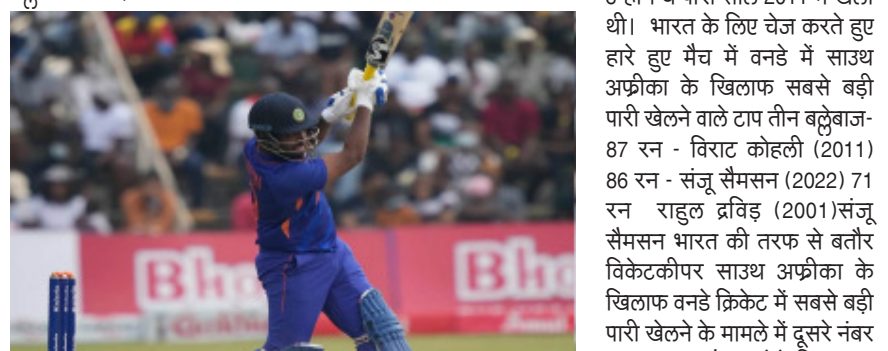 थी। भारत के लिए चेज करते हुए
हारे हुए मैच में वनडे में साउथ
अफ्रीका के खिलाफ सबसे बड़ी
पारी खेलने वाले टाप तीन बल्लेबाज-
87 रन - विराट कोहली (2011)
86 रन - संजू सैमसन (2022) 71
रन राहुल द्रविड़ (2001)संजू
सैमसन भारत की तरफ से बतौर
विकेटकीपर साउथ अफ्रीका के
खिलाफ वनडे क्रिकेट में सबसे बड़ी
पारी खेलने के मामले में दूसरे नंबर